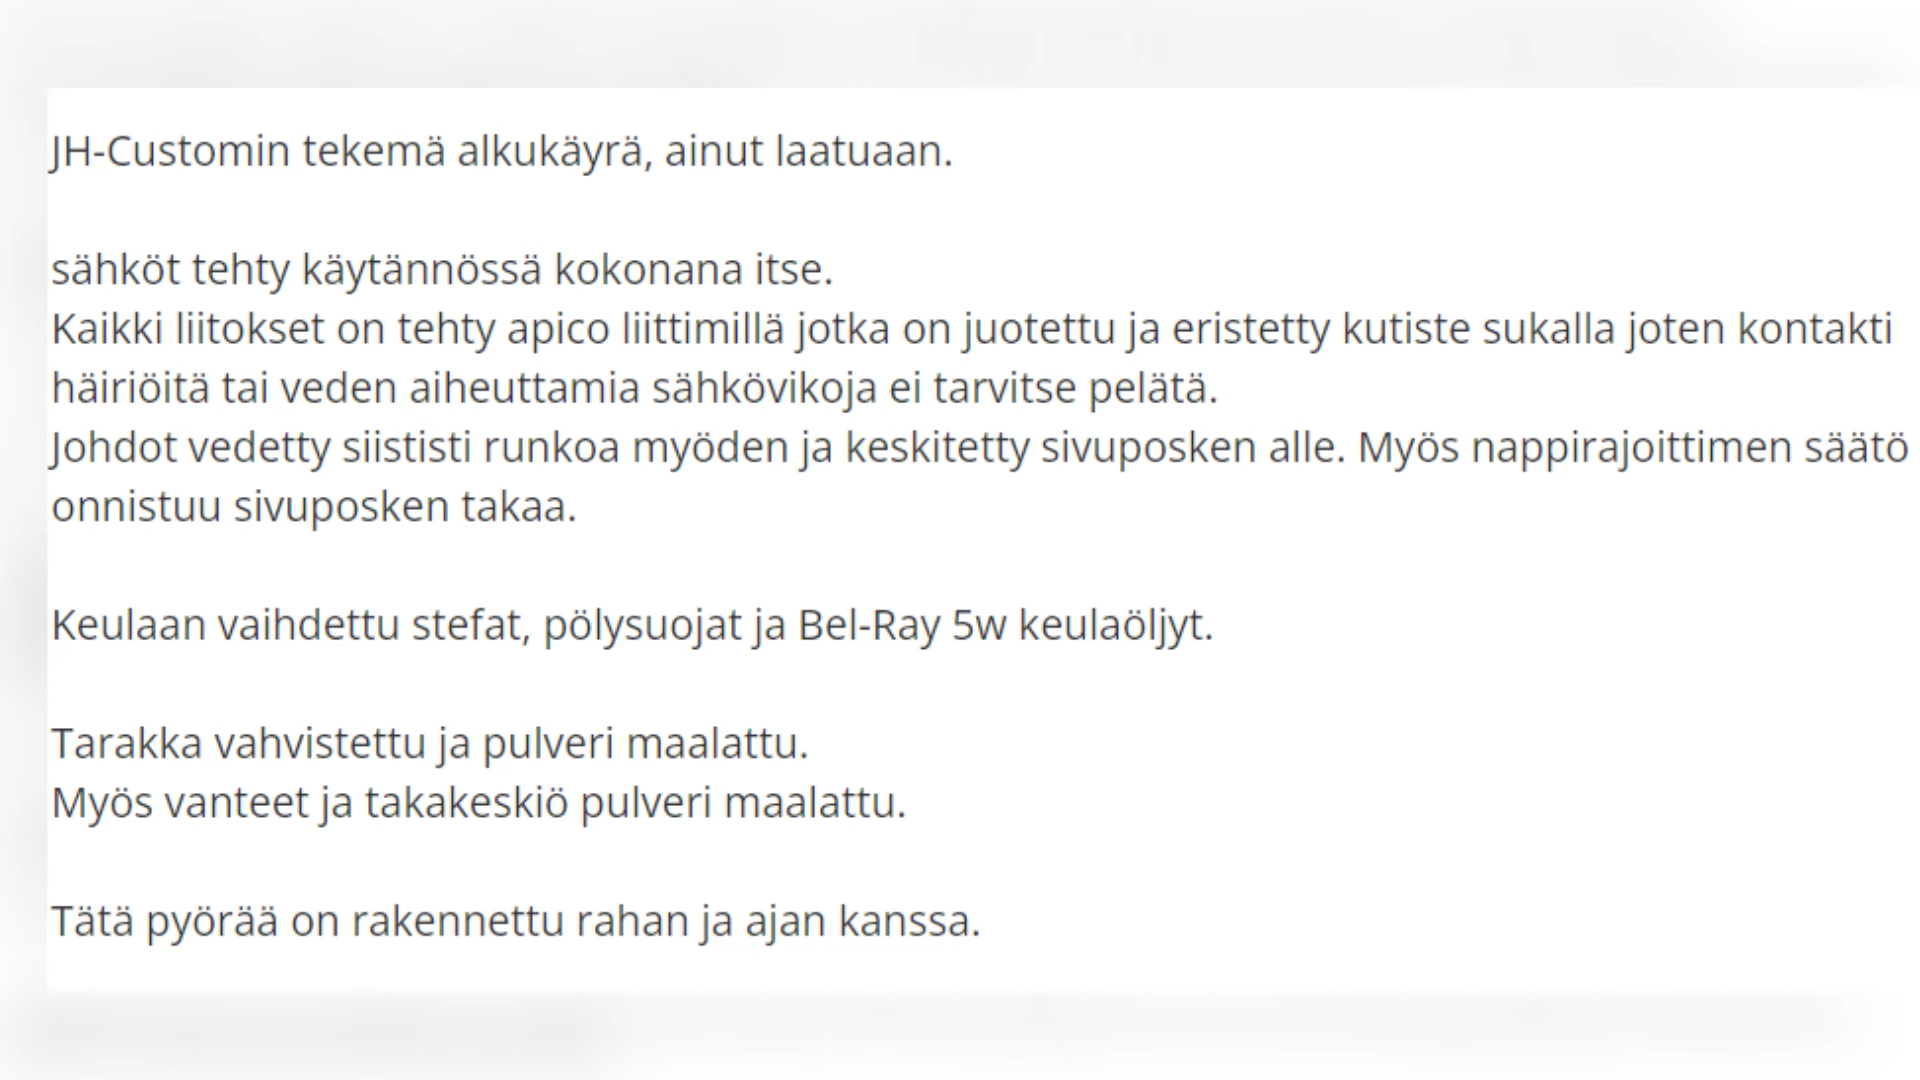 JH-Customin tekemä alkukäyrä, ainut laatuaan.
sähköt tehty käytännössä kokonana itse.
Kaikki liitokset on tehty apico liittimillä jotka on juotettu ja eristetty kutiste sukalla joten kontakti
häiriöitä tai veden aiheuttamia sähkövikoja ei tarvitse pelätä.
Johdot vedetty siististi runkoa myöden ja keskitetty sivuposken alle. Myös nappirajoittimen säätö
onnistuu sivuposken takaa.
Keulaan vaihdettu stefat, pölysuojat ja Bel-Ray 5w keulaöljyt.
Tarakka vahvistettu ja pulveri maalattu.
Myös vanteet ja takakeskiö pulveri maalattu.
Tätä pyörää on rakennettu rahan ja ajan kanssa.